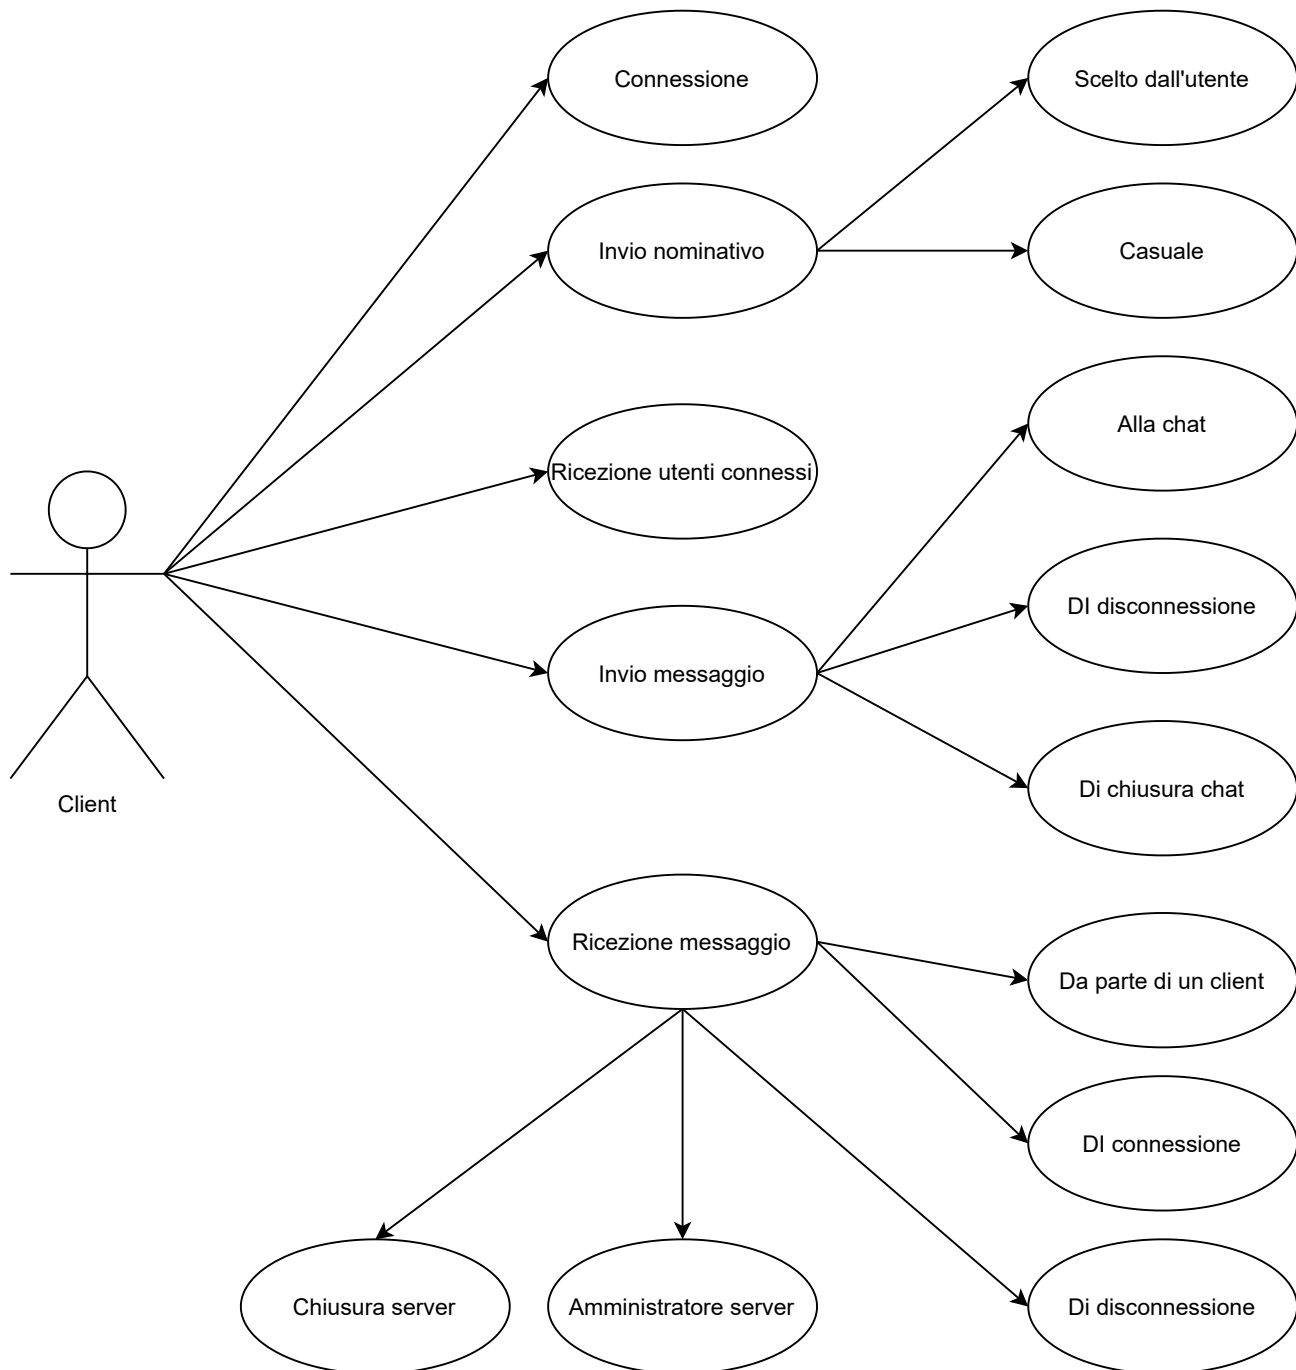 Connessione
Scelto dall'utente
Invio nominativo
Casuale
Alla chat
Ricezione utenti connessi
DI disconnessione
Invio messaggio
Di chiusura chat
Client
Ricezione messaggio
Da parte di un client
DI connessione
Chiusura server
Amministratore server
Di disconnessione